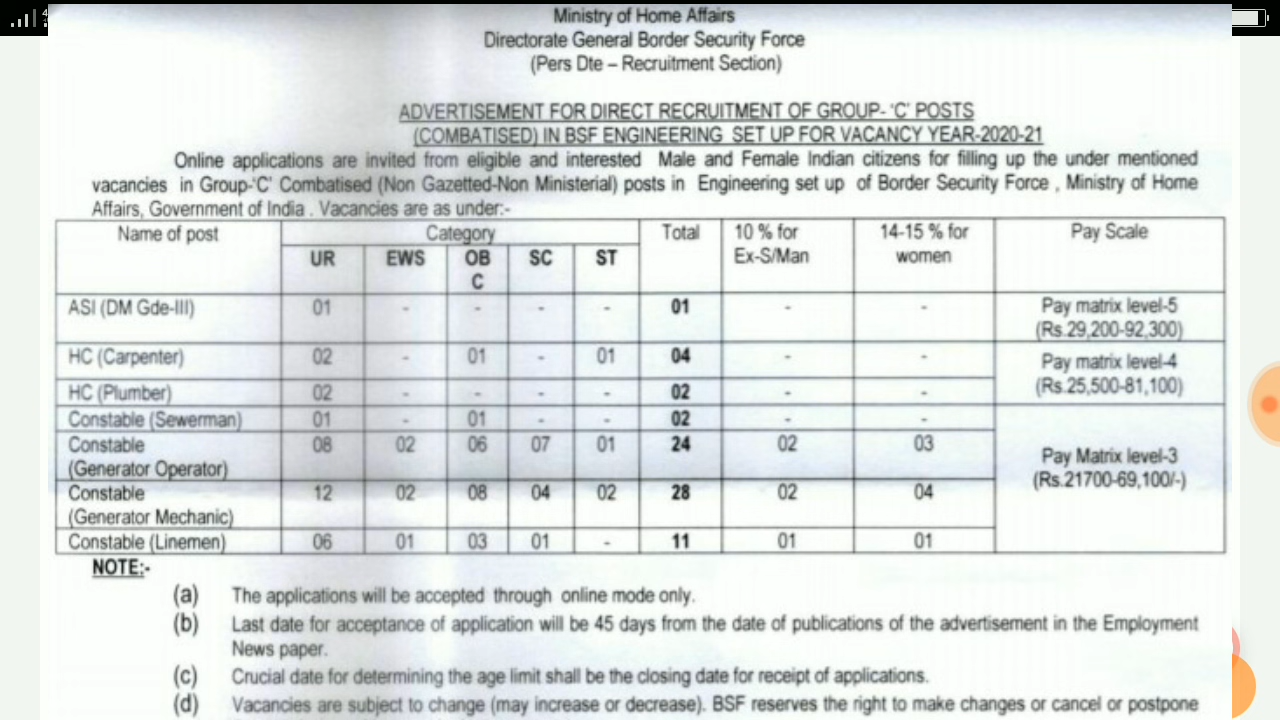 Ministry of Home Affairs
Directorate General Border Security Force
(Pers Dte – Recruitment Section)
ADVERTISEMENT FOR DIRECT RECRUITMENT OF GROUP- 'C' POSTS
(COMBATISED) IN BSF ENGINEERING SET UP FOR VACANCY YEAR-2020-21
Online applications are invited from eligible and interested Male and Female Indian citizens for filling up the under mentioned
vacancies in Group-'C' Combatised (Non Gazetted-Non Ministerial) posts in Engineering set up of Border Security Force , Ministry of Home
Affairs, Government of India . Vacancies are as under:-
Name of post Category Total 10 % for 14-15 % for Pay Scale
UR EWS OB SC ST Ex-S/Man women
C
ASI (DM Gde-III) 01 - - - - 01 - - Pay matrix level-5
(Rs.29,200-92,300)
HC (Carpenter) 02 - 01 - 01 04 - - Pay matrix level-4
(Rs.25,500-81,100)
HC (Plumber) 02 - - - - 02 - -
Constable (Sewerman) 01 - 01 - - 02 - -
Constable 08 02 06 07 01 24 02 03 Pay Matrix level-3
(Generator Operator) (Rs.21700-69,100/-)
Constable 12 02 08 04 02 28 02 04
(Generator Mechanic)
Constable (Linemen) 06 01 03 01 - 11 01 01
NOTE:-
(a) The applications will be accepted through online mode only.
(b) Last date for acceptance of application will be 45 days from the date of publications of the advertisement in the Employment
News paper.
(c) Crucial date for determining the age limit shall be the closing date for receipt of applications.
(d) Vacancies are subject to change (may increase or decrease). BSF reserves the right to make changes or cancel or postpone